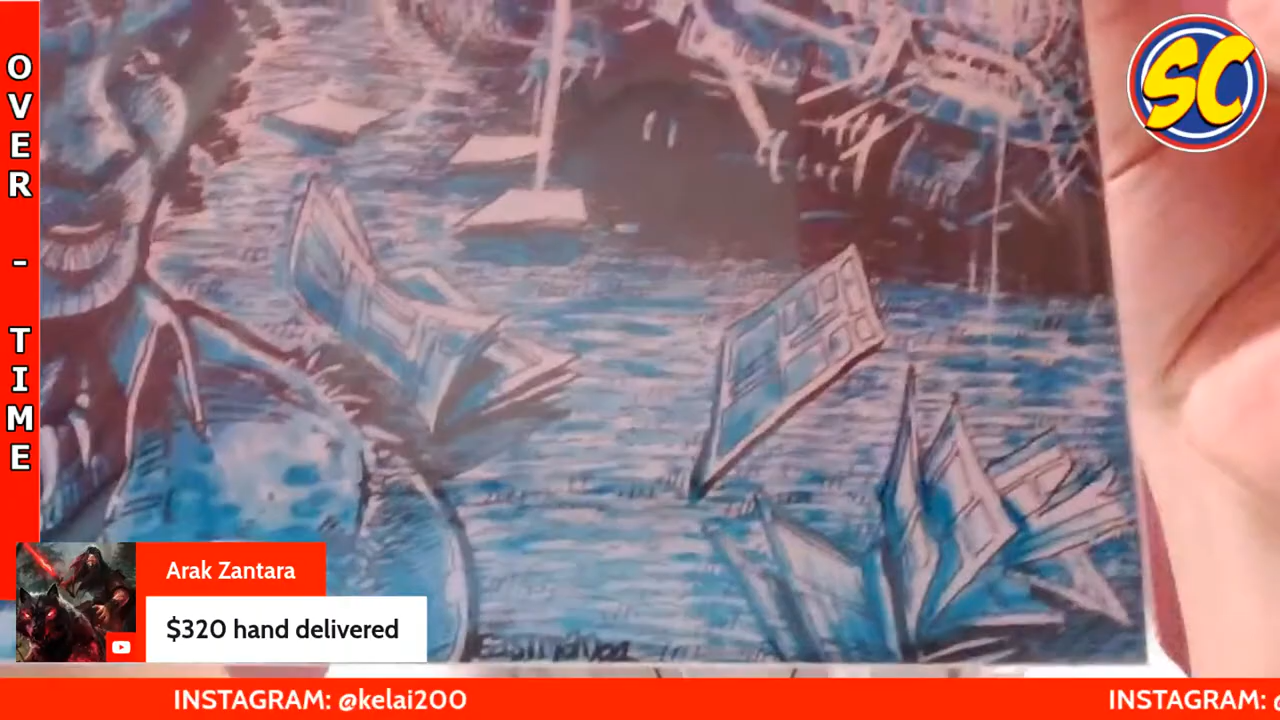 OVER - TIME
SC
Arak Zantara
$320 hand delivered
INSTAGRAM: @kelai200
INSTAGRAM: @